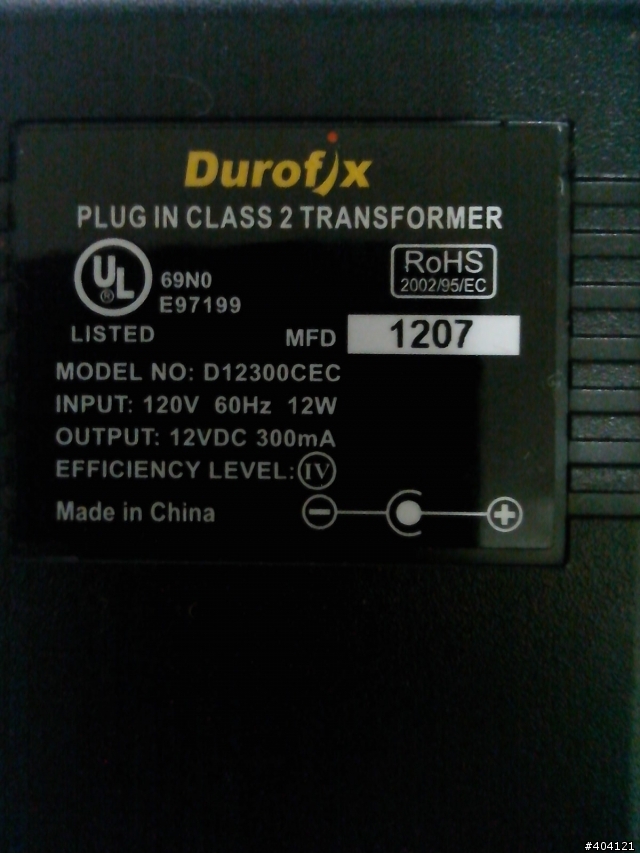 Durofix
PLUG IN CLASS 2 TRANSFORMER
UL ®
69N0
E97199
LISTED
RoHS
2002/95/EC
MFD 1207
MODEL NO: D12300CEC
INPUT: 120V 60Hz 12W
OUTPUT: 12VDC 300mA
EFFICIENCY LEVEL: IV
Made in China
#404121